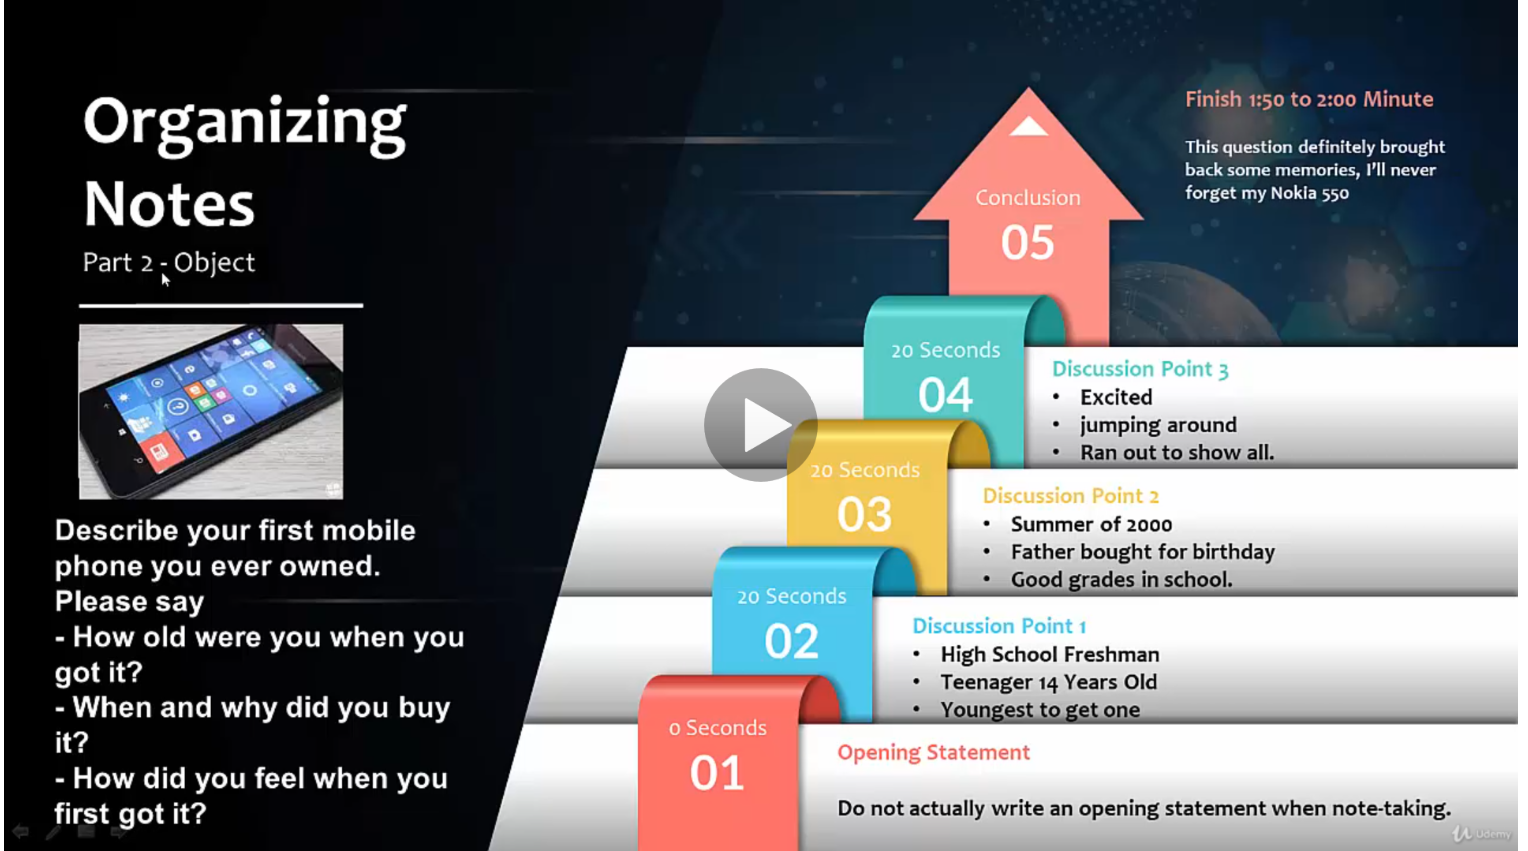 Organizing
Notes
Part 2 - Object
Describe your first mobile
phone you ever owned.
Please say
- How old were you when you
got it?
- When and why did you buy
it?
- How did you feel when you
first got it?
Finish 1:50 to 2:00 Minute
This question definitely brought
back some memories, I'll never
forget my Nokia 550
Conclusion
05
20 Seconds
04
Discussion Point 3
• Excited
• jumping around
• Ran out to show all.
20 Seconds
03
Discussion Point 2
• Summer of 2000
• Father bought for birthday
• Good grades in school.
20 Seconds
02
Discussion Point 1
• High School Freshman
• Teenager 14 Years Old
• Youngest to get one
0 Seconds
01
Opening Statement
Do not actually write an opening statement when note-taking.
Udemy